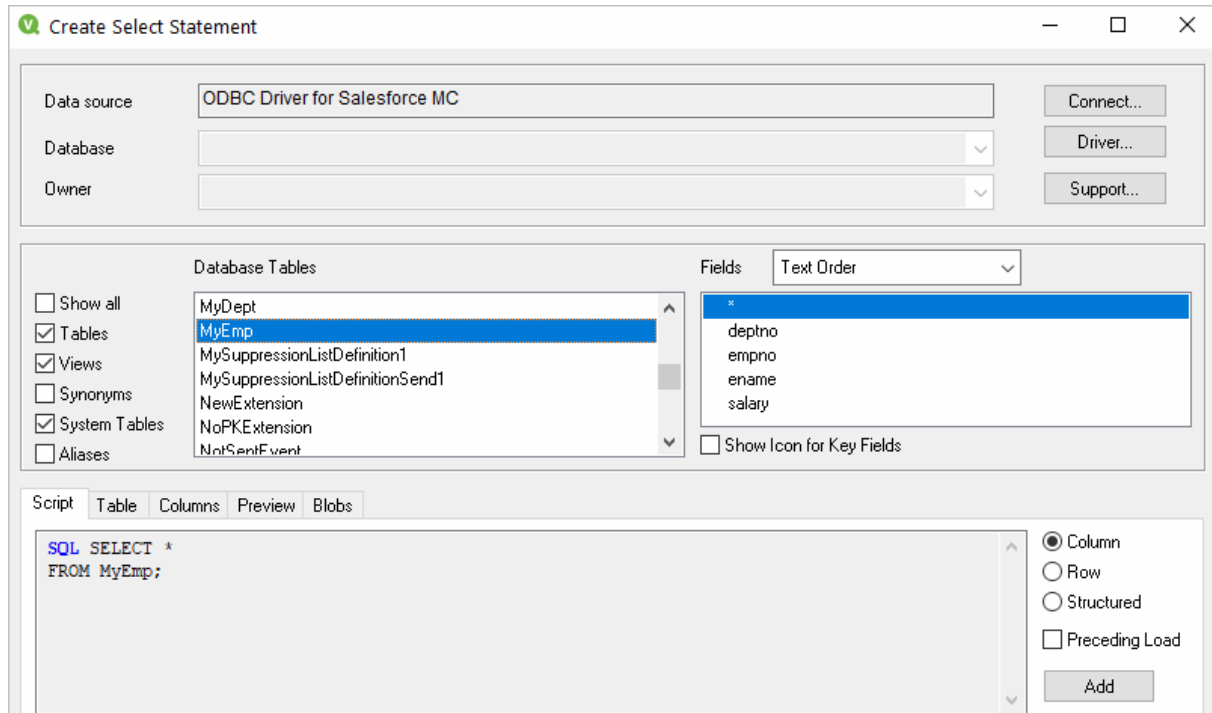 Create Select Statement
Data source
ODBC Driver for Salesforce MC
Connect...
Database
Driver...
Owner
Support...
Database Tables
Fields
Text Order
Show all
Tables
Views
Synonyms
System Tables
Aliases
MyDept
MyEmp
MySuppressionListDefinition1
MySuppressionListDefinitionSend1
NewExtension
NoPKExtension
NotSentEvent
*
deptno
empno
ename
salary
Show Icon for Key Fields
Script
Table
Columns
Preview
Blobs
SQL SELECT *
FROM MyEmp;
Column
Row
Structured
Preceding Load
Add